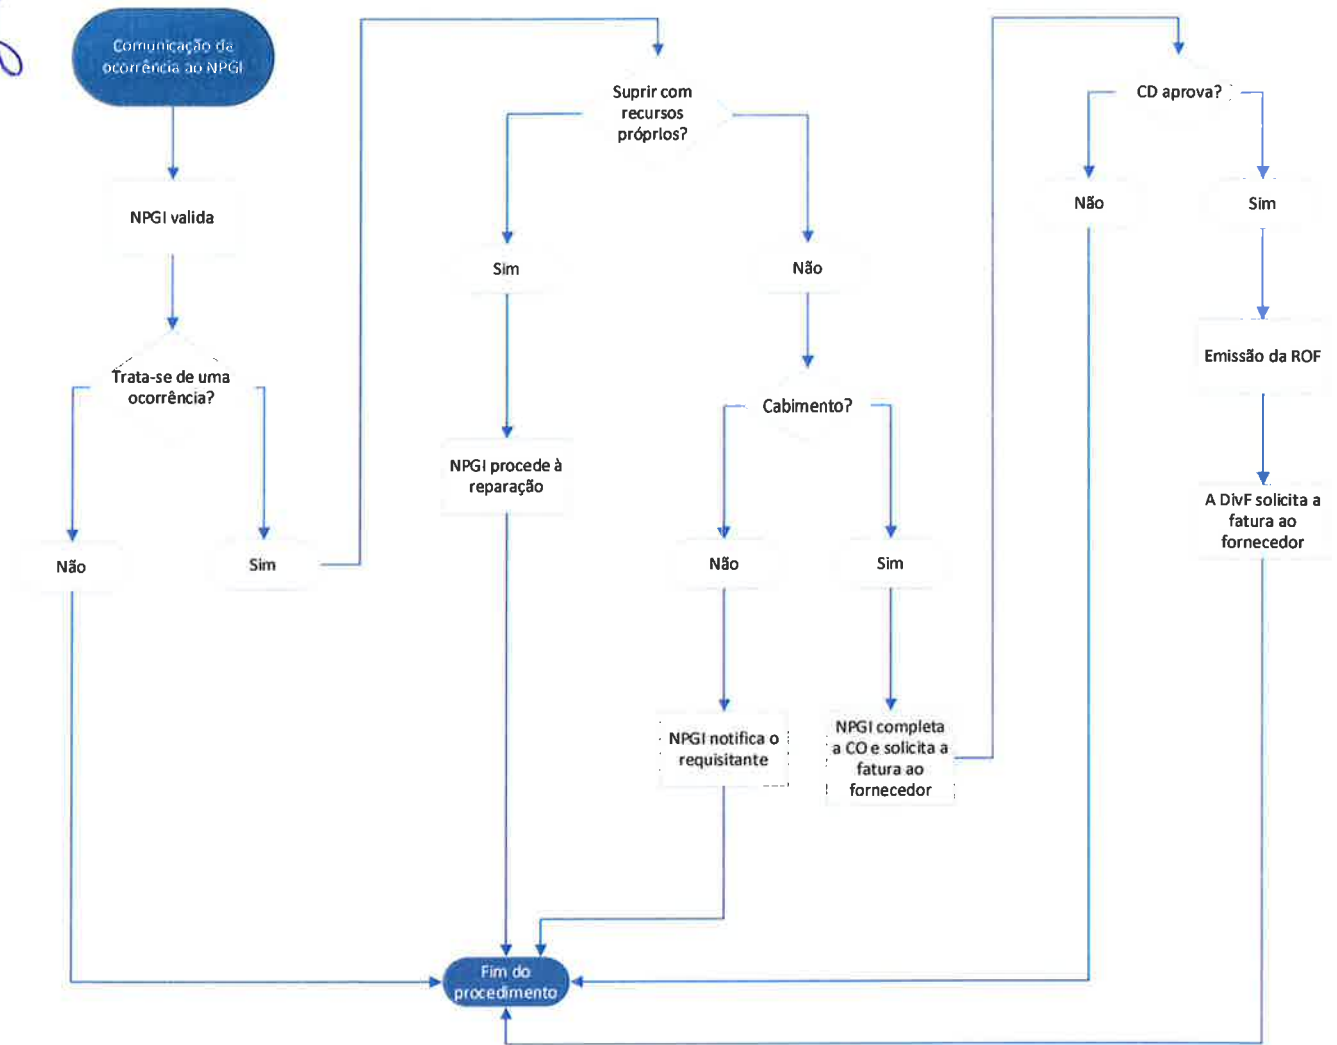 Comunicação da
ocorrência ao NPGI
NPGI valida
Trata-se de uma
ocorrência?
Não
Sim
Suprir com
recursos
próprios?
Sim
Não
NPGI procede à
reparação
Cabimento?
Não
Sim
NPGI notifica o
requisitante
NPGI completa
a CO e solicita a
fatura ao
fornecedor
CD aprova?
Não
Sim
Emissão da ROF
A DivF solicita a
fatura ao
fornecedor
Fim do
procedimento